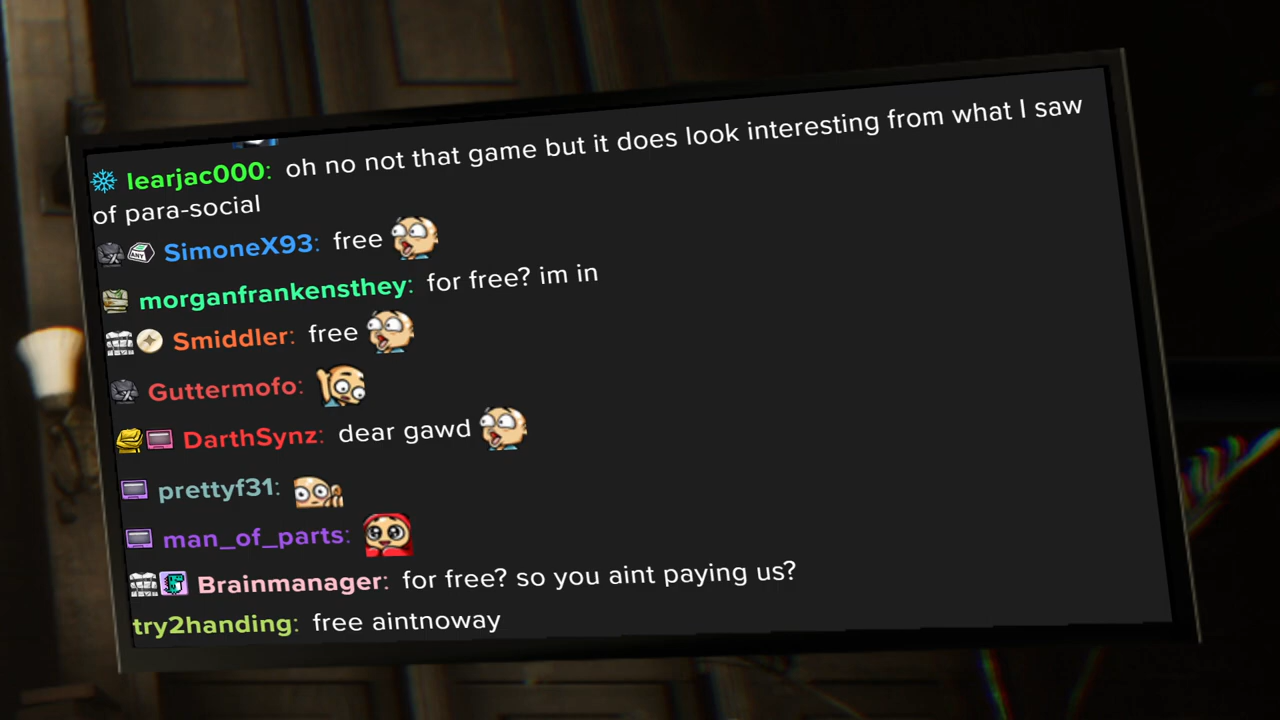 learjac000: oh no not that game but it does look interesting from what I saw
of para-social
SimoneX93: free
morganfrankensthey: for free? im in
Smiddler: free
Guttermofo:
DarthSynz: dear gawd
prettyf31:
man_of_parts:
Brainmanager: for free? so you aint paying us?
try2handing: free aintnoway